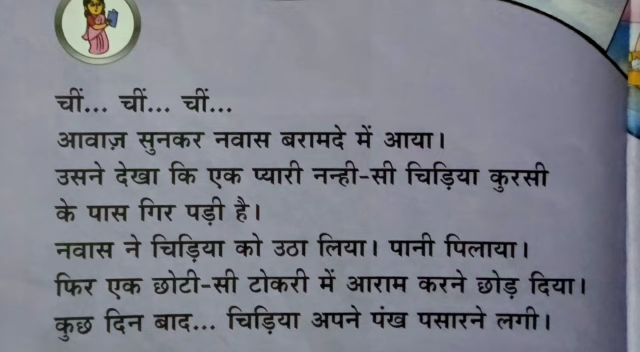 चीं... चीं... चीं...
आवाज़ सुनकर नवास बरामदे में आया।
उसने देखा कि एक प्यारी नन्ही-सी चिड़िया कुरसी
के पास गिर पड़ी है।
नवास ने चिड़िया को उठा लिया। पानी पिलाया।
फिर एक छोटी-सी टोकरी में आराम करने छोड़ दिया।
कुछ दिन बाद... चिड़िया अपने पंख पसारने लगी।